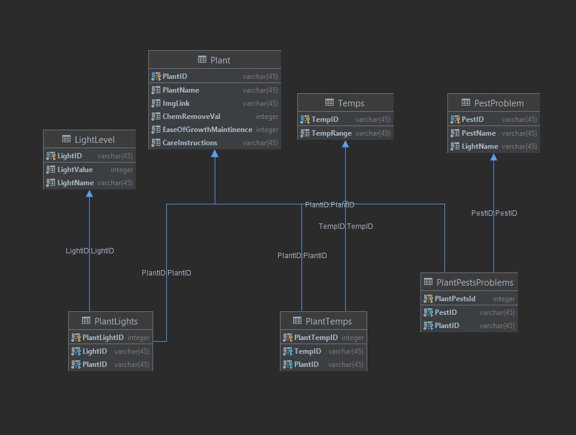 Plant
PlantID varchar(45)
PlantName varchar(45)
ImgLink varchar(45)
ChemRemoveVal integer
EaseOfGrowthMaintinence integer
CareInstructions varchar(45)
Temps
TempID varchar(45)
TempRange varchar(45)
PestProblem
PestID varchar(45)
PestName varchar(45)
LightName varchar(45)
LightLevel
LightID varchar(45)
LightValue integer
LightName varchar(45)
PlantID:PlantID
TempID:TempID
PestID:PestID
LightID:LightID
PlantID:PlantID
PlantID:PlantID
PlantLights
PlantLightID integer
LightID varchar(45)
PlantID varchar(45)
PlantTemps
PlantTempID integer
TempID varchar(45)
PlantID varchar(45)
PlantPestsProblems
PlantPestsId integer
PestID varchar(45)
PlantID varchar(45)